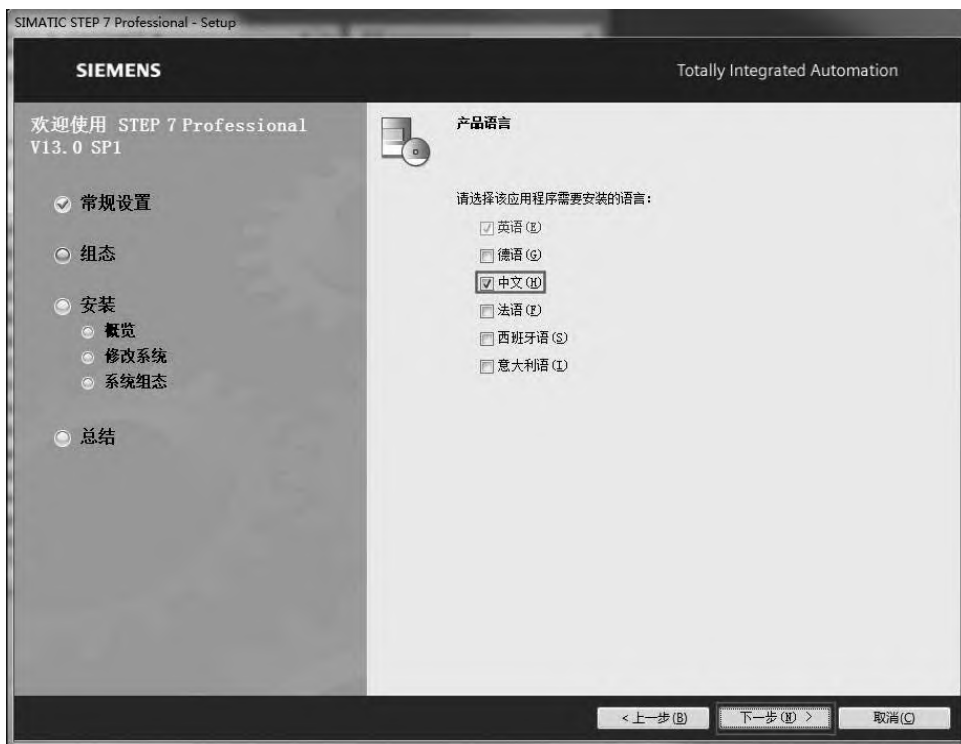 SIMATIC STEP 7 Professional - Setup
SIEMENS
Totally Integrated Automation
欢迎使用 STEP 7 Professional
V13.0 SP1
常规设置
组态
安装
概览
修改系统
系统组态
总结
产品语言
请选择该应用程序需要安装的语言：
英语(E)
德语(G)
中文(H)
法语(F)
西班牙语(S)
意大利语(I)
<上一步(B)
下一步(N) >
取消(C)